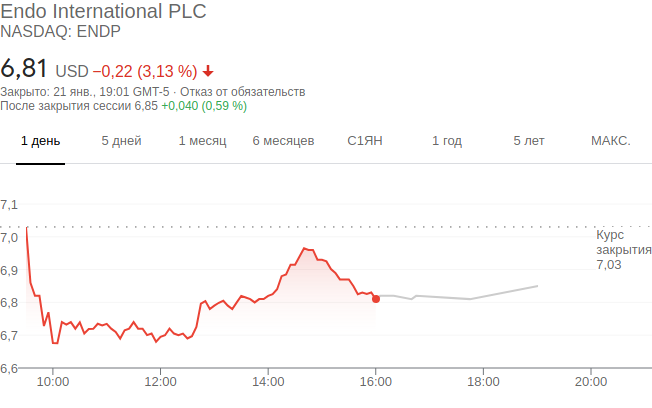 Endo International PLC
NASDAQ: ENDP
6,81 USD −0,22 (3,13 %)
Закрыто: 21 янв., 19:01 GMT-5 · Отказ от обязательств
После закрытия сессии 6,85 +0,040 (0,59 %)
1 день 5 дней 1 месяц 6 месяцев С1ЯН 1 год 5 лет МАКС.
7,1
7,0
6,9
6,8
6,7
6,6
Курс
закрытия
7,03
10:00 12:00 14:00 16:00 18:00 20:00